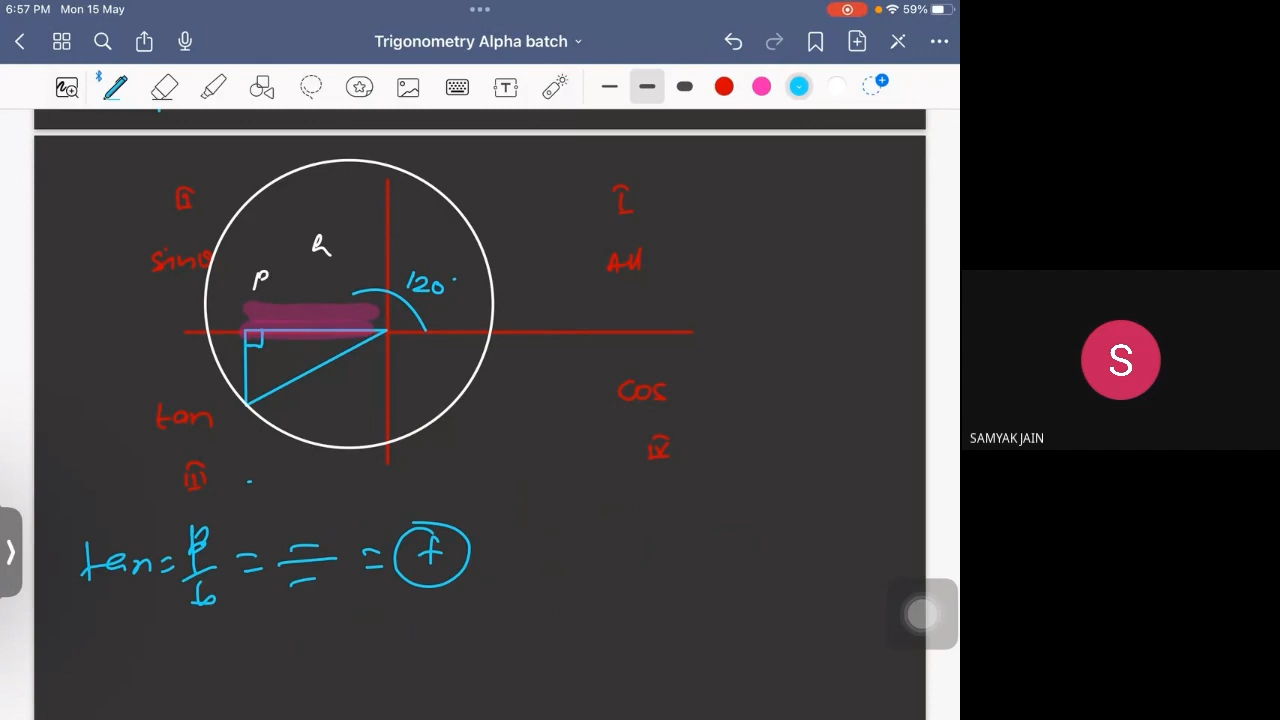 6:57 PM Mon 15 May
59%
Trigonometry Alpha batch
T
II
I
sinθ
All
h
p
120°
tan
Cos
III
IV
tan = p/b = -/- = +
S
SAMYAK JAIN